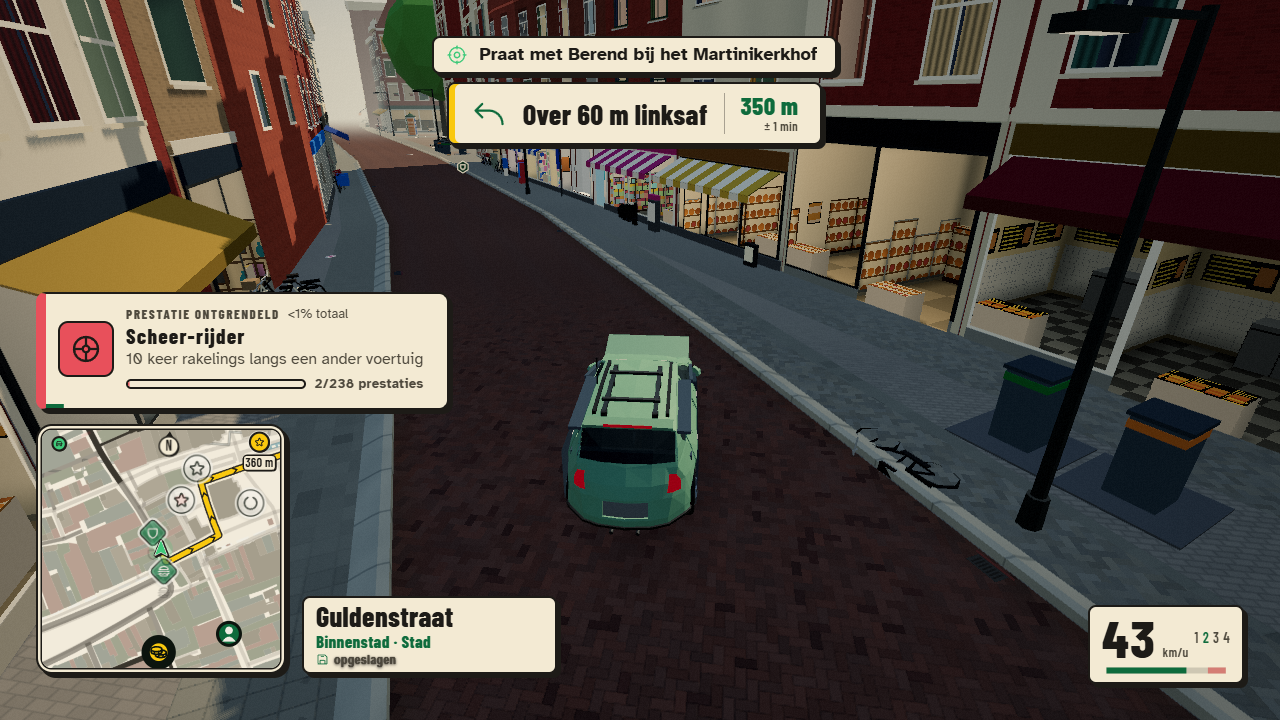 Praat met Berend bij het Martinikerkhof
Over 60 m linksaf
350 m
± 1 min
PRESTATIE ONTGRENDELD <1% totaal
Scheer-rijder
10 keer rakelings langs een ander voertuig
2/238 prestaties
N
360 m
Guldenstraat
Binnenstad · Stad
opgeslagen
43 km/u
1 2 3 4